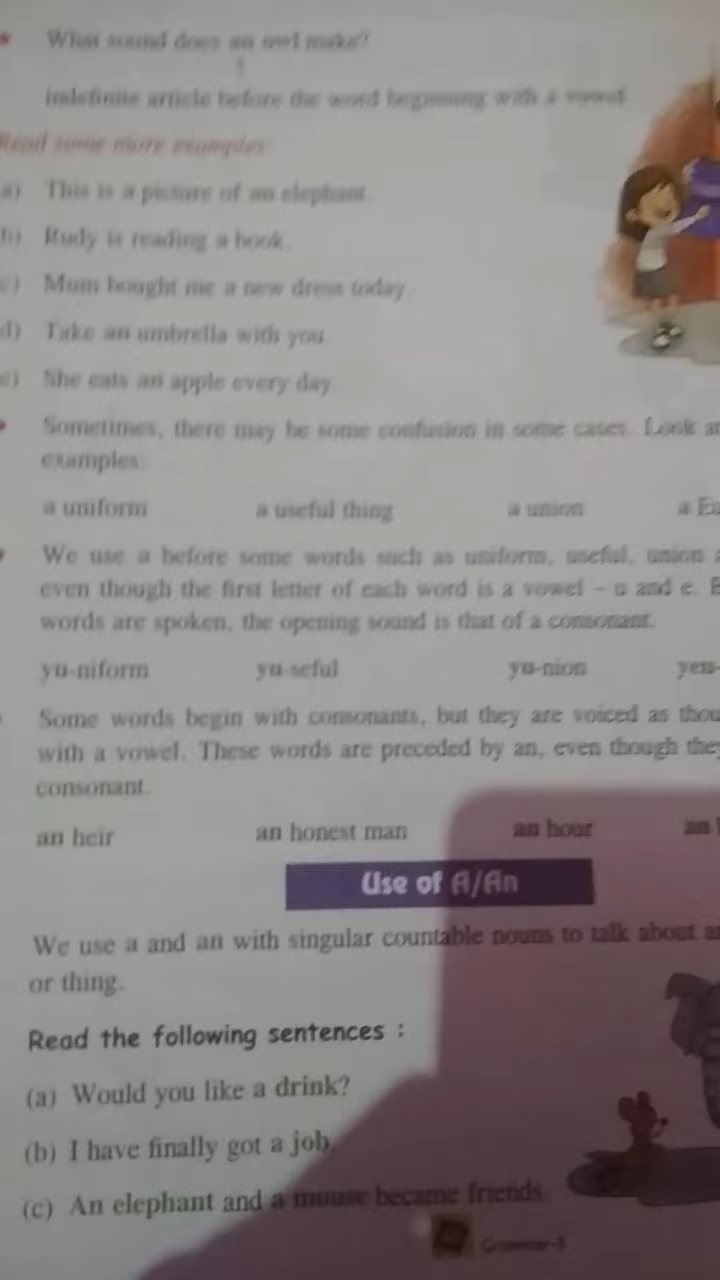 What sound does an owl make?
indefinite article before the word beginning with a vowel
Read some more examples:
a) This is a picture of an elephant.
b) Rudy is reading a book.
c) Mum bought me a new dress today.
d) Take an umbrella with you.
e) She eats an apple every day.
Sometimes, there may be some confusion in some cases. Look at
examples:
a uniform a useful thing a union a Eu
We use a before some words such as uniform, useful, union a
even though the first letter of each word is a vowel – u and e. B
words are spoken, the opening sound is that of a consonant.
yu-niform yu-seful yu-nion yeu-
Some words begin with consonants, but they are voiced as thou
with a vowel. These words are preceded by an, even though they
consonant.
an heir an honest man an hour an
Use of A/An
We use a and an with singular countable nouns to talk about a
or thing.
Read the following sentences :
(a) Would you like a drink?
(b) I have finally got a job.
(c) An elephant and a mouse became friends.